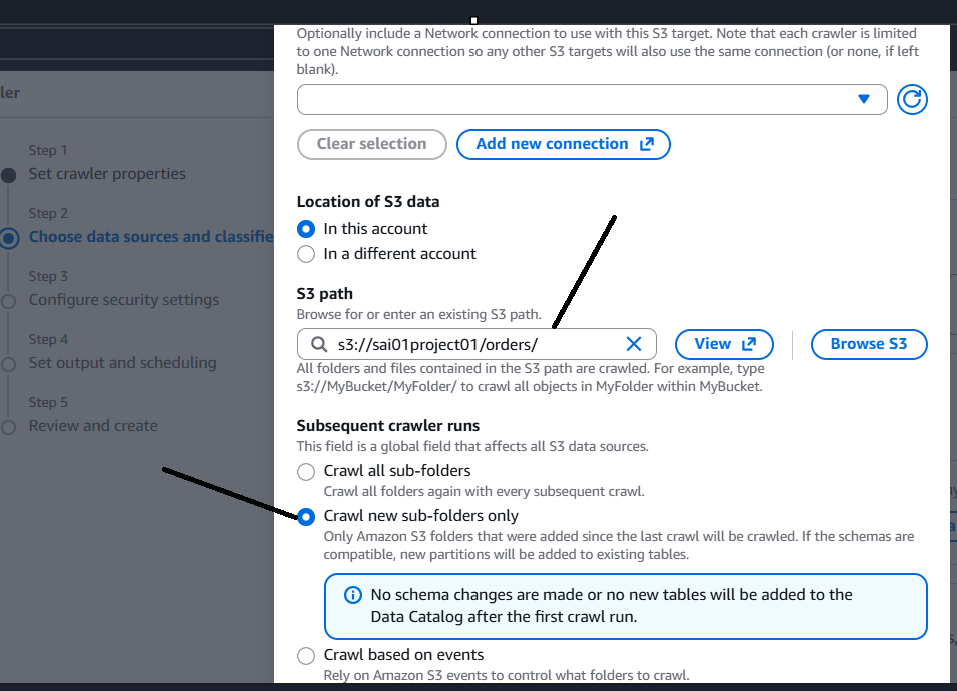 Optionally include a Network connection to use with this S3 target. Note that each crawler is limited
to one Network connection so any other S3 targets will also use the same connection (or none, if left
blank).
ler
Clear selection
Add new connection
Step 1
Set crawler properties
Step 2
Choose data sources and classifie
Step 3
Configure security settings
Step 4
Set output and scheduling
Step 5
Review and create
Location of S3 data
In this account
In a different account
S3 path
Browse for or enter an existing S3 path.
s3://sai01project01/orders/
View
Browse S3
All folders and files contained in the S3 path are crawled. For example, type
s3://MyBucket/MyFolder/ to crawl all objects in MyFolder within MyBucket.
Subsequent crawler runs
This field is a global field that affects all S3 data sources.
Crawl all sub-folders
Crawl all folders again with every subsequent crawl.
Crawl new sub-folders only
Only Amazon S3 folders that were added since the last crawl will be crawled. If the schemas are
compatible, new partitions will be added to existing tables.
No schema changes are made or no new tables will be added to the
Data Catalog after the first crawl run.
Crawl based on events
Rely on Amazon S3 events to control what folders to crawl.